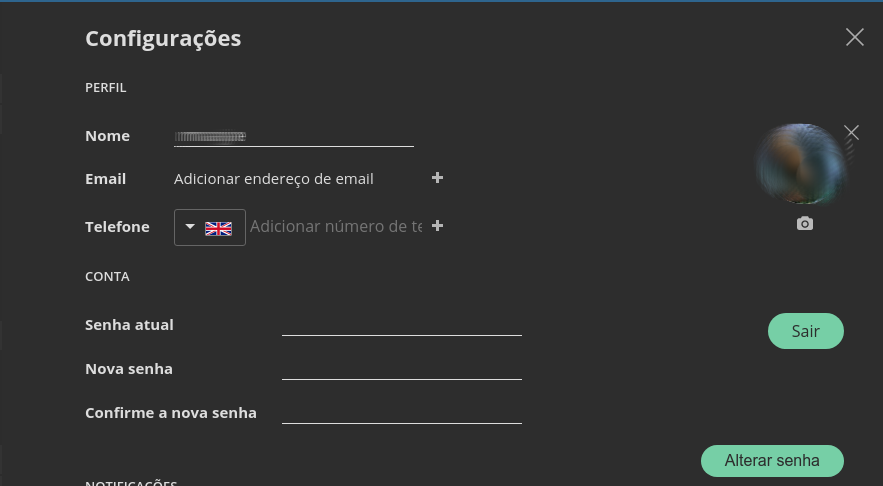 Configurações
PERFIL
Nome
Email Adicionar endereço de email
Telefone Adicionar número de te
CONTA
Senha atual
Sair
Nova senha
Confirme a nova senha
Alterar senha
NOTIFICAÇÕES